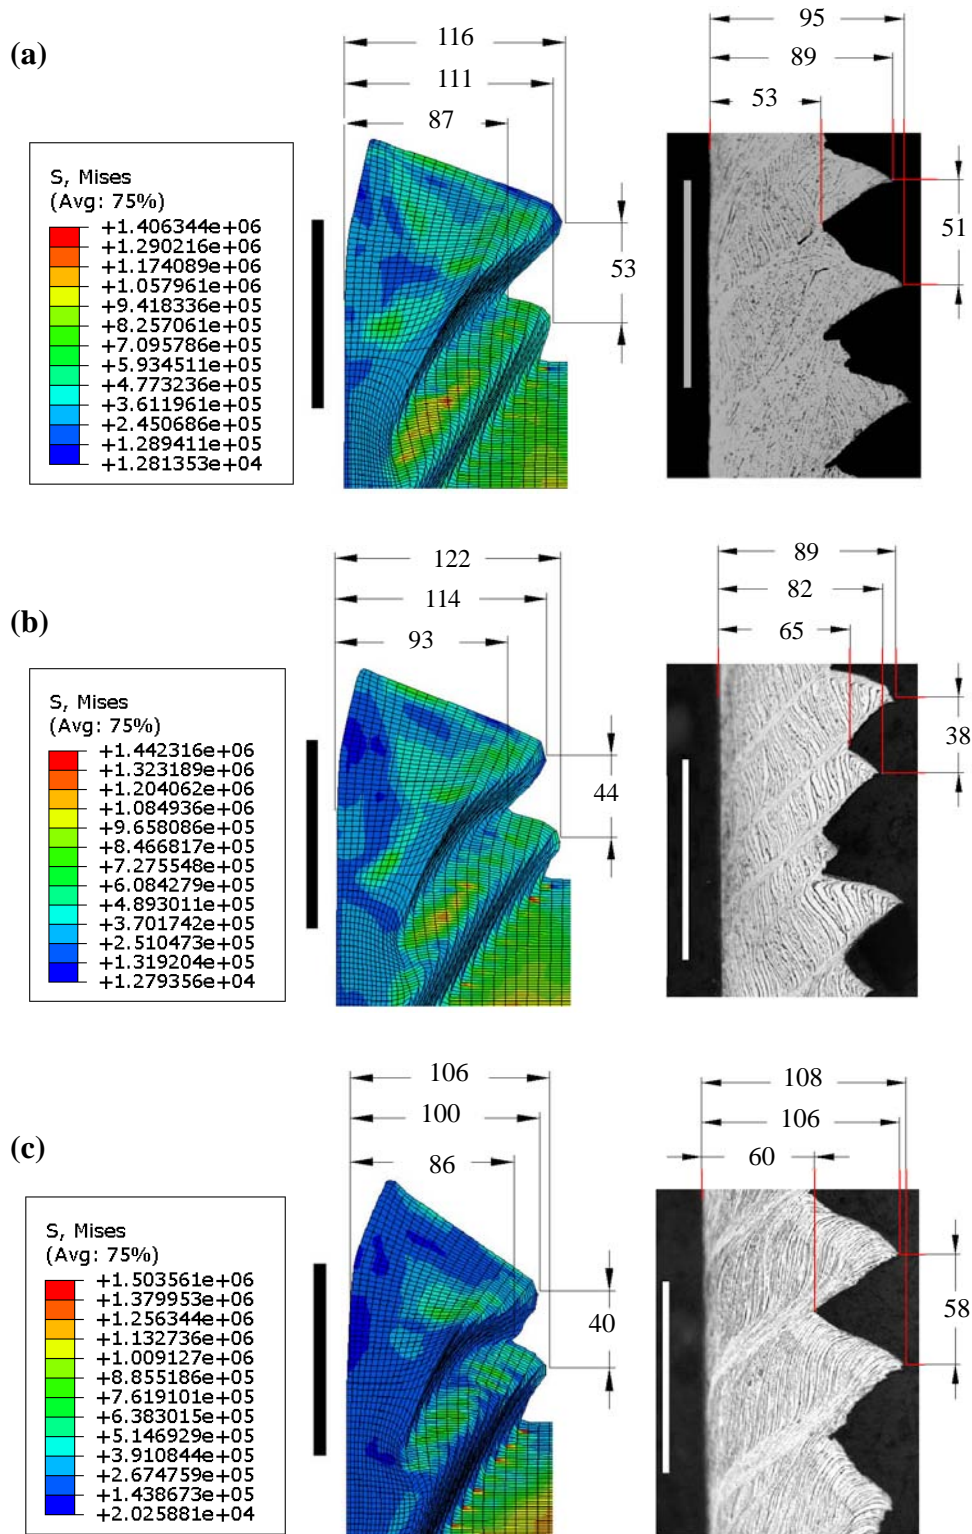 (a)
116
111
87
53
95
89
53
51
S, Mises
(Avg: 75%)
+1.406344e+06
+1.290216e+06
+1.174089e+06
+1.057961e+06
+9.418336e+05
+8.257061e+05
+7.095786e+05
+5.934511e+05
+4.773236e+05
+3.611961e+05
+2.450686e+05
+1.289411e+05
+1.281353e+04
(b)
122
114
93
44
89
82
65
38
S, Mises
(Avg: 75%)
+1.442316e+06
+1.323189e+06
+1.204062e+06
+1.084936e+06
+9.658086e+05
+8.466817e+05
+7.275548e+05
+6.084279e+05
+4.893011e+05
+3.701742e+05
+2.510473e+05
+1.319204e+05
+1.279356e+04
(c)
106
100
86
40
108
106
60
58
S, Mises
(Avg: 75%)
+1.503561e+06
+1.379953e+06
+1.256344e+06
+1.132736e+06
+1.009127e+06
+8.855186e+05
+7.619101e+05
+6.383015e+05
+5.146929e+05
+3.910844e+05
+2.674759e+05
+1.438673e+05
+2.025881e+04